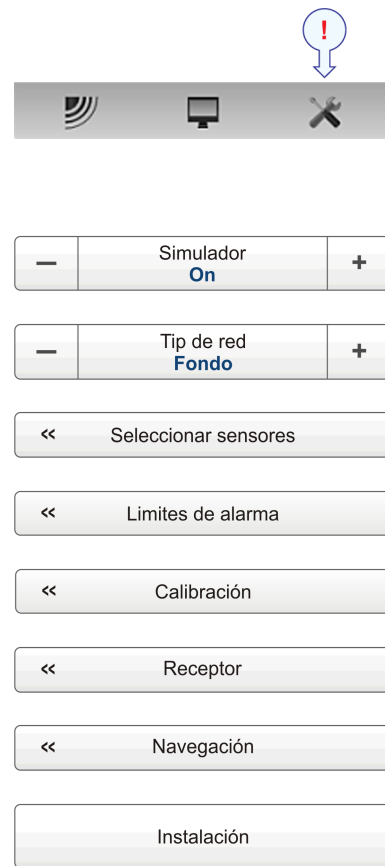 !
— Simulador +
On
— Tip de red +
Fondo
« Seleccionar sensores
« Limites de alarma
« Calibración
« Receptor
« Navegación
Instalación